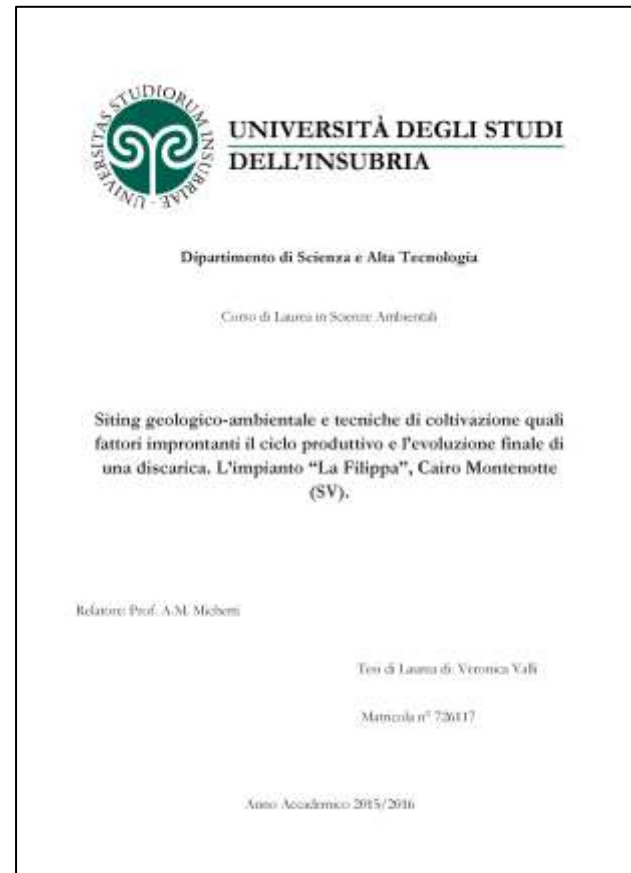 UNIVERSITAS STUDIORUM INSUBRIAE - UNIVERSITAS STUDIORUM INSUBRIAE
UNIVERSITÀ DEGLI STUDI
DELL'INSUBRIA
Dipartimento di Scienza e Alta Tecnologia
Corso di Laurea in Scienze Ambientali
Siting geologico-ambientale e tecniche di coltivazione quali
fattori improntanti il ciclo produttivo e l'evoluzione finale di
una discarica. L'impianto “La Filippa”, Cairo Montenotte
(SV).
Relatore: Prof. A.M. Michetti
Tesi di Laurea di: Veronica Valli
Matricola n° 726117
Anno Accademico 2015/2016